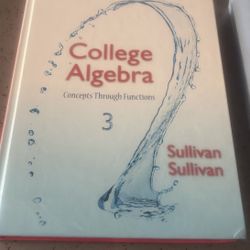 College
Algebra
Concepts Through Functions
3
Sullivan
Sullivan